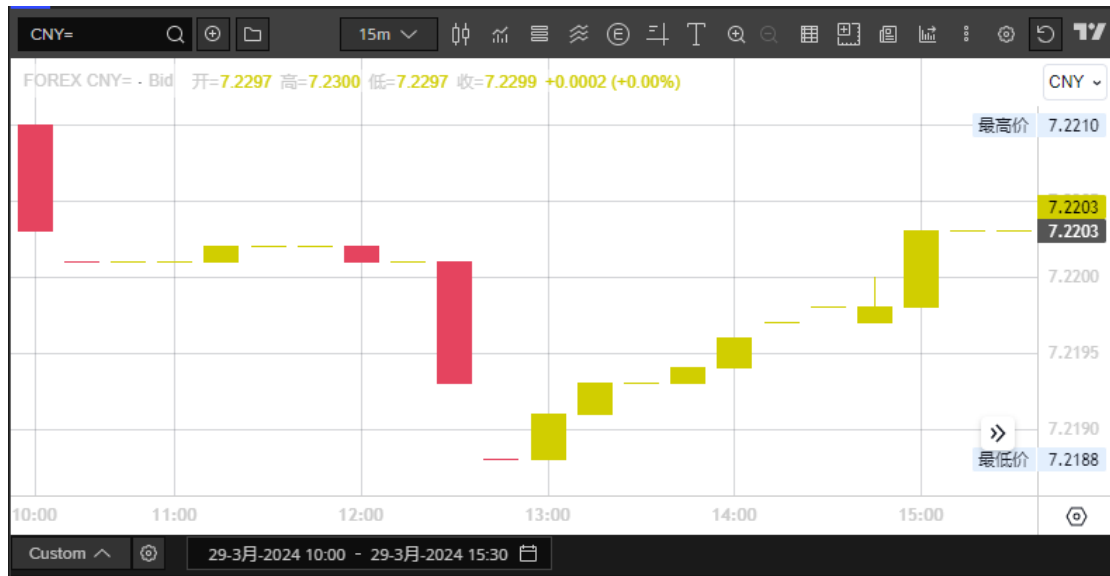 CNY=
15m
E
T
FOREX CNY= - Bid 开=7.2297 高=7.2300 低=7.2297 收=7.2299 +0.0002 (+0.00%)
CNY
最高价 7.2210
7.2203
7.2203
7.2200
7.2195
7.2190
最低价 7.2188
10:00 11:00 12:00 13:00 14:00 15:00
Custom 29-3月-2024 10:00 - 29-3月-2024 15:30